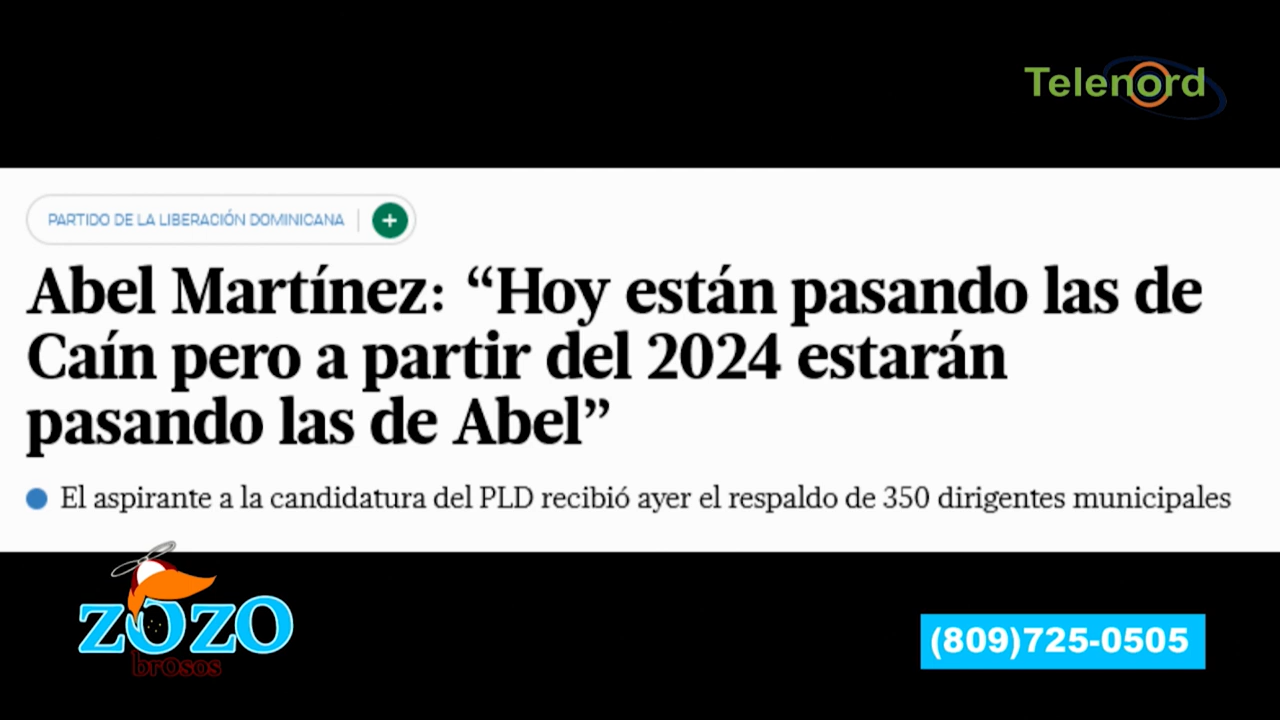 Telenord
PARTIDO DE LA LIBERACIÓN DOMINICANA
Abel Martínez: “Hoy están pasando las de
Caín pero a partir del 2024 estarán
pasando las de Abel”
El aspirante a la candidatura del PLD recibió ayer el respaldo de 350 dirigentes municipales
zOzO
brOsos
(809)725-0505